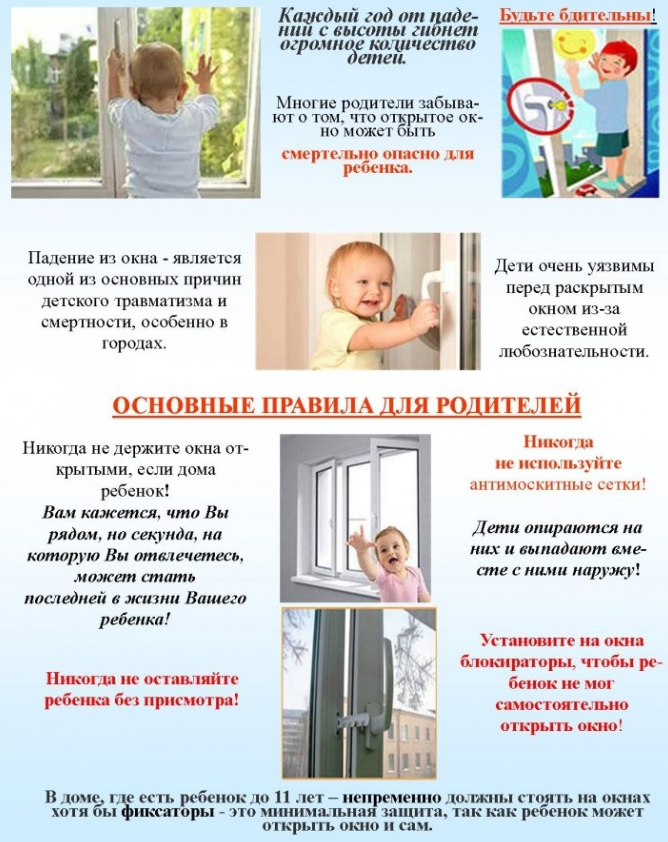 Каждый год от паде-
ний с высоты гибнет
огромное количество
детей.
Многие родители забыва-
ют о том, что открытое ок-
но может быть
смертельно опасно для
ребенка.
Будьте бдительны!
Падение из окна - является
одной из основных причин
детского травматизма и
смертности, особенно в
городах.
Дети очень уязвимы
перед раскрытым
окном из-за
естественной
любознательности.
ОСНОВНЫЕ ПРАВИЛА ДЛЯ РОДИТЕЛЕЙ
Никогда не держите окна от-
крытыми, если дома
ребенок!
Вам кажется, что Вы
рядом, но секунда, на
которую Вы отвлечетесь,
может стать
последней в жизни Вашего
ребенка!
Никогда не оставляйте
ребенка без присмотра!
Никогда
не используйте
антимоскитные сетки!
Дети опираются на
них и выпадают вме-
сте с ними наружу!
Установите на окна
блокираторы, чтобы ре-
бенок не мог
самостоятельно
открыть окно!
В доме, где есть ребенок до 11 лет – непременно должны стоять на окнах
хотя бы фиксаторы - это минимальная защита, так как ребенок может
открыть окно и сам.